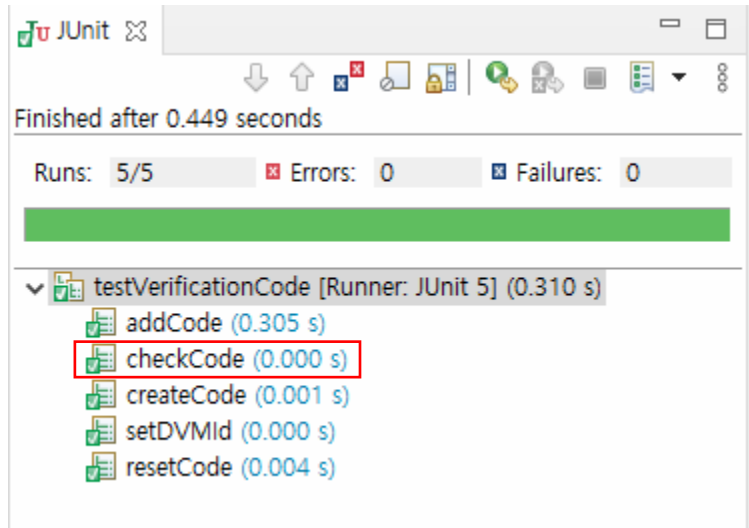 JUnit
Finished after 0.449 seconds
Runs: 5/5 Errors: 0 Failures: 0
testVerificationCode [Runner: JUnit 5] (0.310 s)
addCode (0.305 s)
checkCode (0.000 s)
createCode (0.001 s)
setDVMId (0.000 s)
resetCode (0.004 s)